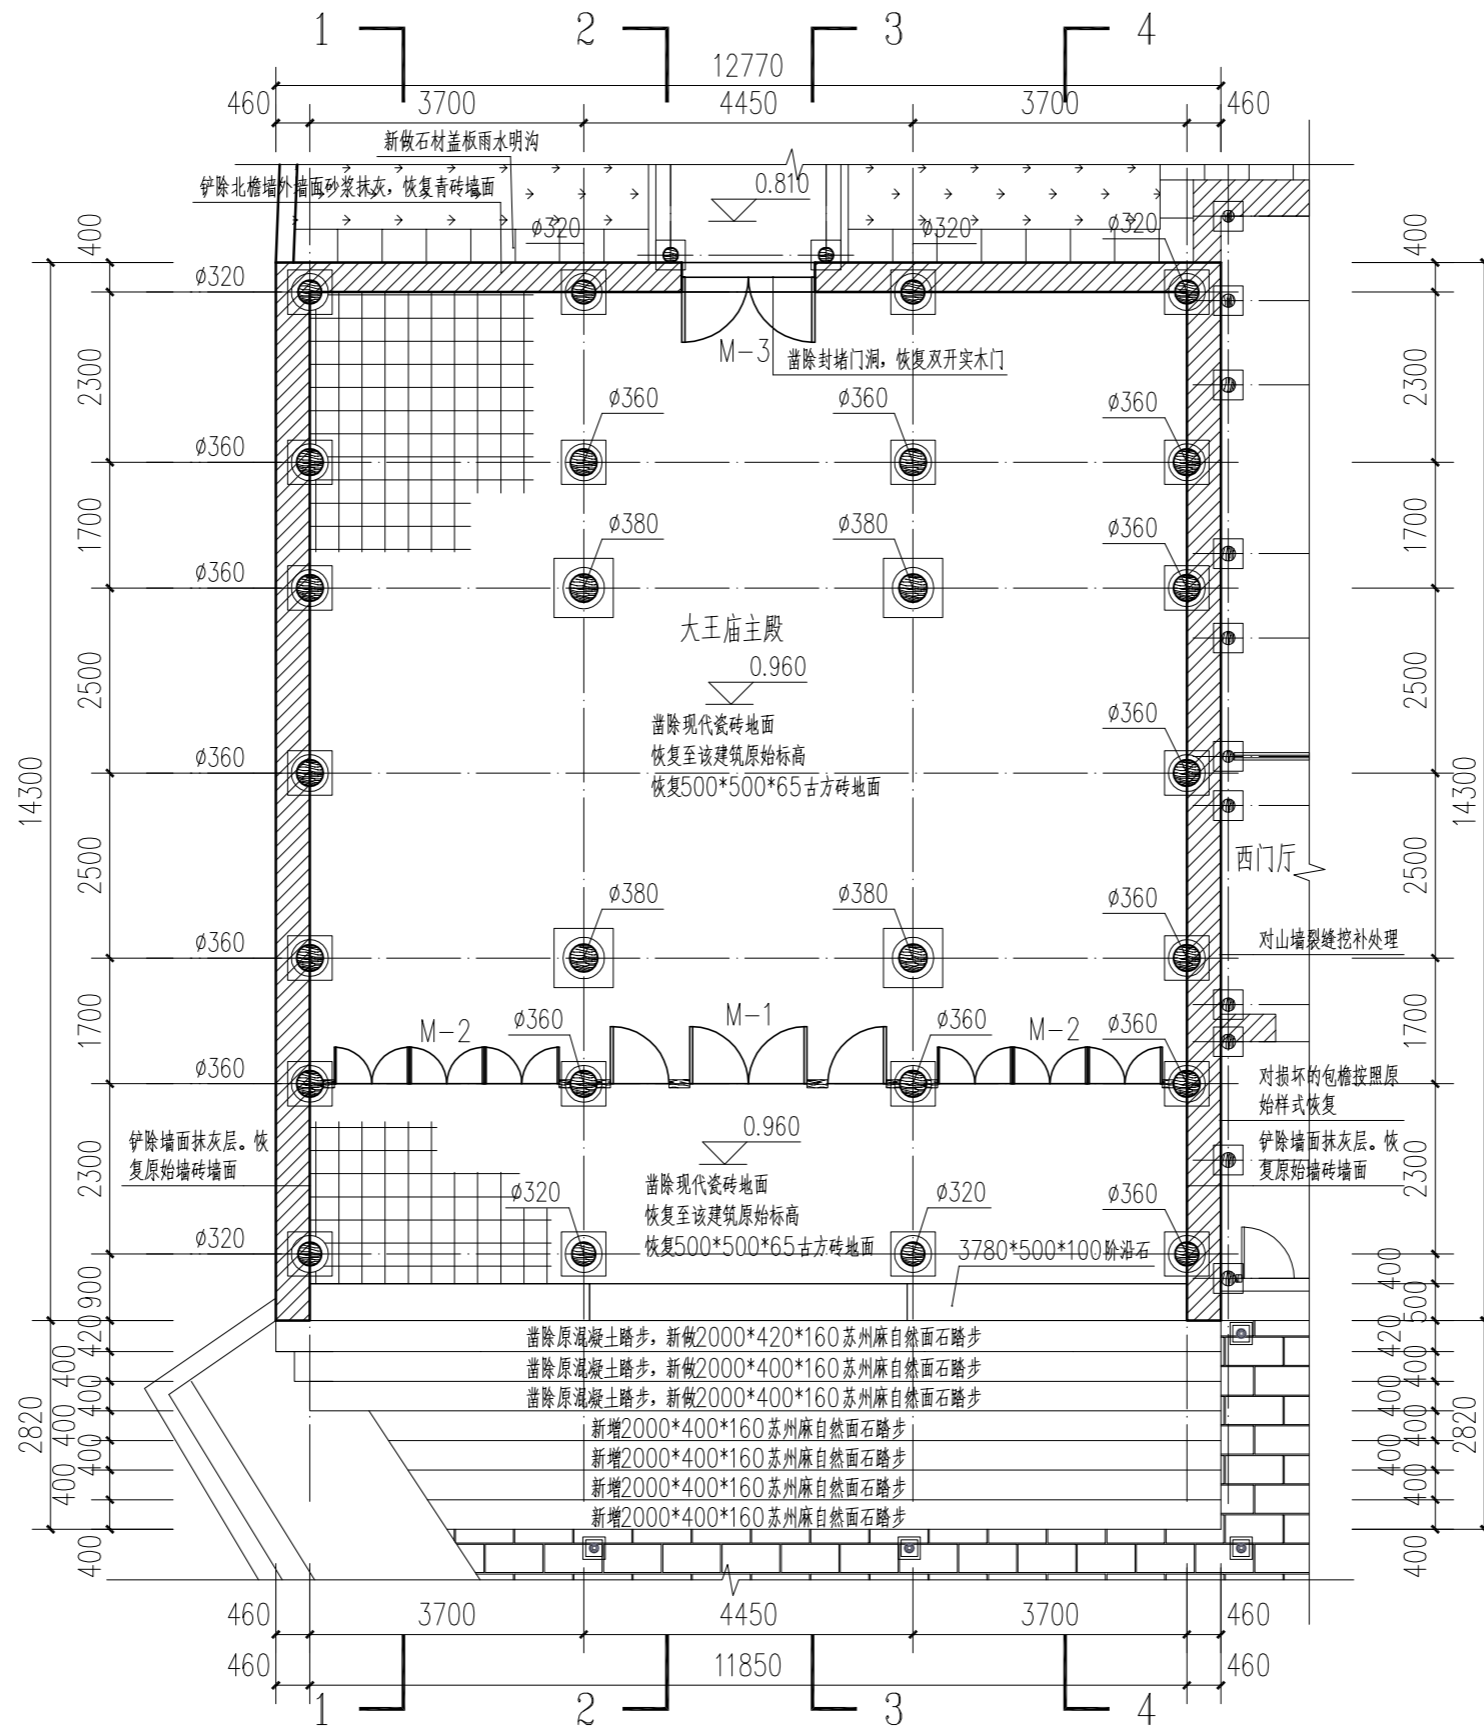 1
2
3
4
12770
460
3700
4450
3700
460
新做石材盖板雨水明沟
铲除北檐墙外墙面砂浆抹灰，恢复青砖墙面
0.810
ø320
ø320
ø320
400
400
ø320
M-3
凿除封堵门洞，恢复双开实木门
2300
2300
ø360
ø360
ø360
ø360
1700
1700
ø380
ø380
ø360
ø360
大王庙主殿
0.960
凿除现代瓷砖地面
恢复至该建筑原始标高
恢复500*500*65古方砖地面
2500
2500
ø360
ø360
14300
14300
西门厅
2500
2500
ø380
ø380
ø360
ø360
对山墙裂缝挖补处理
1700
1700
M-2
ø360
M-1
ø360
M-2
ø360
ø360
对损坏的包檐按照原
始样式恢复
铲除墙面抹灰层。恢
复原始墙砖墙面
0.960
铲除墙面抹灰层。恢
复原始墙砖墙面
2300
2300
凿除现代瓷砖地面
恢复至该建筑原始标高
恢复500*500*65古方砖地面
ø320
ø320
ø360
ø320
3780*500*100阶沿石
900
400
500
420
凿除原混凝土踏步，新做2000*420*160苏州麻自然面石踏步
420
400
凿除原混凝土踏步，新做2000*400*160苏州麻自然面石踏步
400
400
凿除原混凝土踏步，新做2000*400*160苏州麻自然面石踏步
400
400
新增2000*400*160苏州麻自然面石踏步
400
400
新增2000*400*160苏州麻自然面石踏步
400
400
新增2000*400*160苏州麻自然面石踏步
400
400
新增2000*400*160苏州麻自然面石踏步
400
2820
2820
460
3700
4450
3700
460
460
11850
460
1
2
3
4